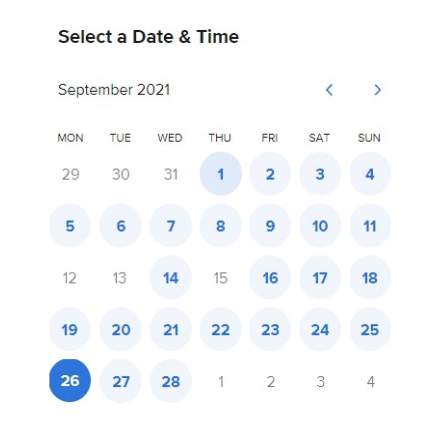 Select a Date & Time
September 2021
MON TUE WED THU FRI SAT SUN
29 30 31 1 2 3 4
5 6 7 8 9 10 11
12 13 14 15 16 17 18
19 20 21 22 23 24 25
26 27 28 1 2 3 4